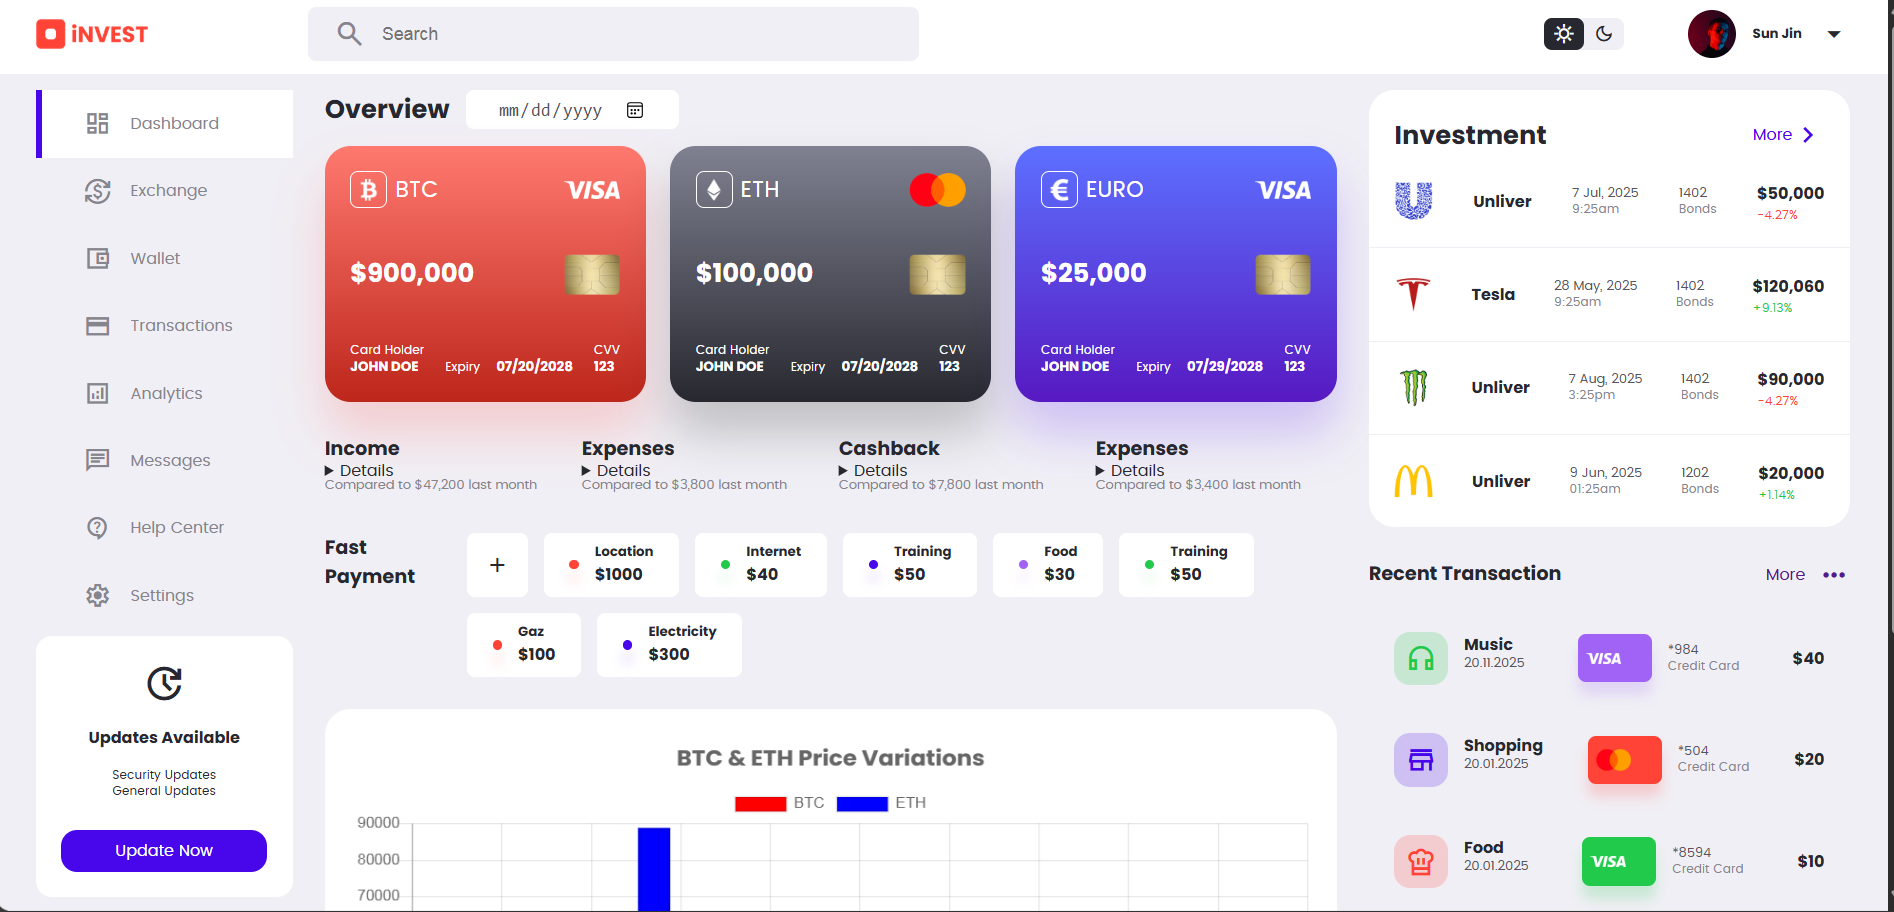 iNVEST
Search
Sun Jin
Dashboard
Exchange
Wallet
Transactions
Analytics
Messages
Help Center
Settings
Updates Available
Security Updates
General Updates
Update Now
Overview
mm/dd/yyyy
BTC
VISA
$900,000
Card Holder
JOHN DOE
Expiry
07/20/2028
CVV
123
ETH
$100,000
Card Holder
JOHN DOE
Expiry
07/20/2028
CVV
123
EURO
VISA
$25,000
Card Holder
JOHN DOE
Expiry
07/29/2028
CVV
123
Income
Details
Compared to $47,200 last month
Expenses
Details
Compared to $3,800 last month
Cashback
Details
Compared to $7,800 last month
Expenses
Details
Compared to $3,400 last month
Fast
Payment
+
Location
$1000
Internet
$40
Training
$50
Food
$30
Training
$50
Gaz
$100
Electricity
$300
BTC & ETH Price Variations
BTC
ETH
90000
80000
70000
Investment
More
Unliver
7 Jul, 2025
9:25am
1402
Bonds
$50,000
-4.27%
Tesla
28 May, 2025
9:25am
1402
Bonds
$120,060
+9.13%
Unliver
7 Aug, 2025
3:25pm
1402
Bonds
$90,000
-4.27%
Unliver
9 Jun, 2025
01:25am
1202
Bonds
$20,000
+1.14%
Recent Transaction
More
Music
20.11.2025
VISA
*984
Credit Card
$40
Shopping
20.01.2025
*504
Credit Card
$20
Food
20.01.2025
VISA
*8594
Credit Card
$10